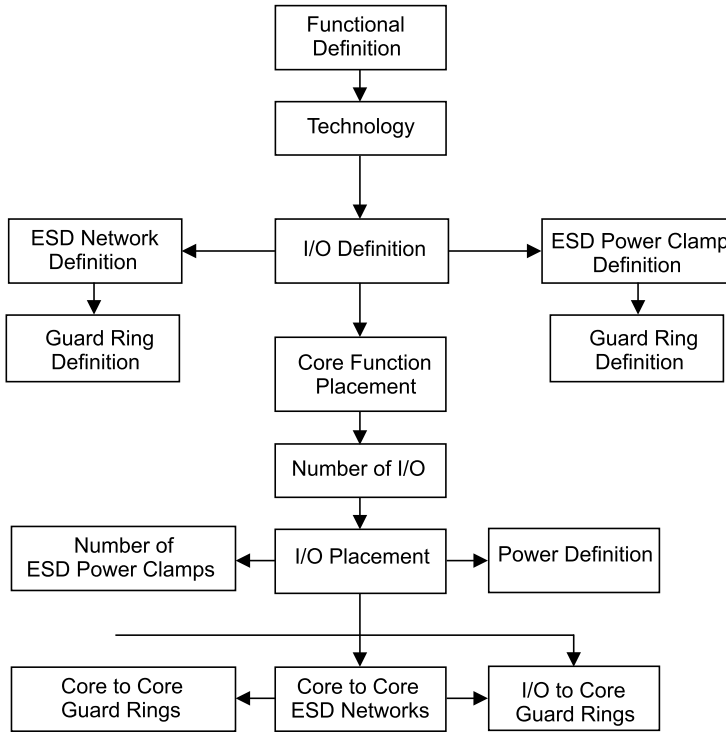 Functional
Definition
Technology
ESD Network
Definition
I/O Definition
ESD Power Clamp
Definition
Guard Ring
Definition
Core Function
Placement
Guard Ring
Definition
Number of I/O
Number of
ESD Power Clamps
I/O Placement
Power Definition
Core to Core
Guard Rings
Core to Core
ESD Networks
I/O to Core
Guard Rings